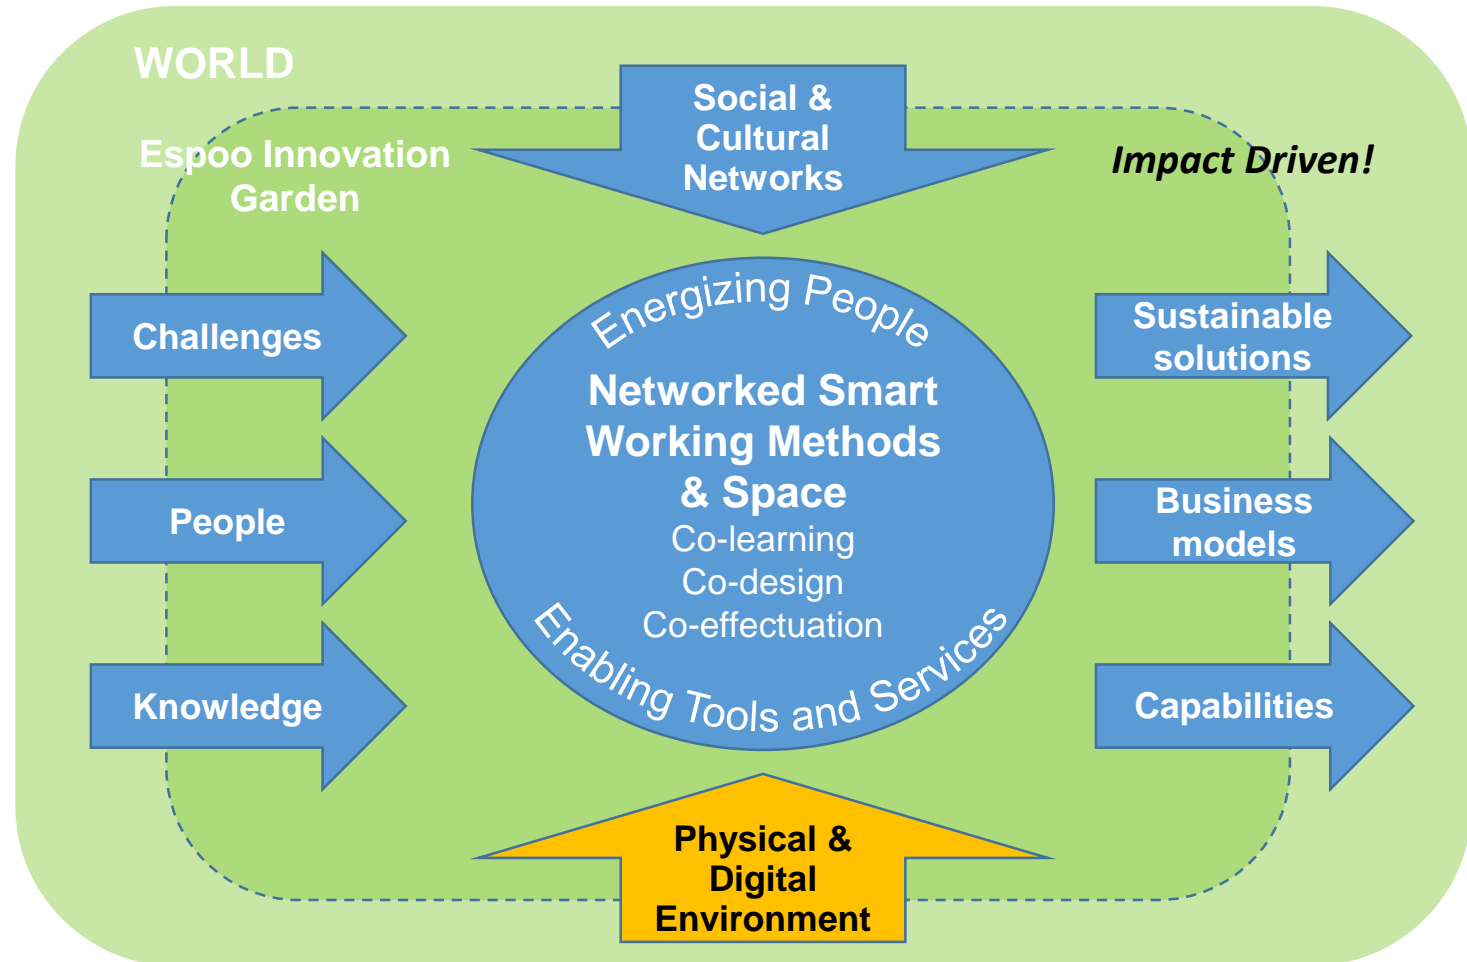 WORLD
Social &
Cultural
Networks
Espoo Innovation
Garden
Impact Driven!
Challenges
People
Knowledge
Energizing People
Networked Smart
Working Methods
& Space
Co-learning
Co-design
Co-effectuation
Enabling Tools and Services
Sustainable
solutions
Business
models
Capabilities
Physical &
Digital
Environment